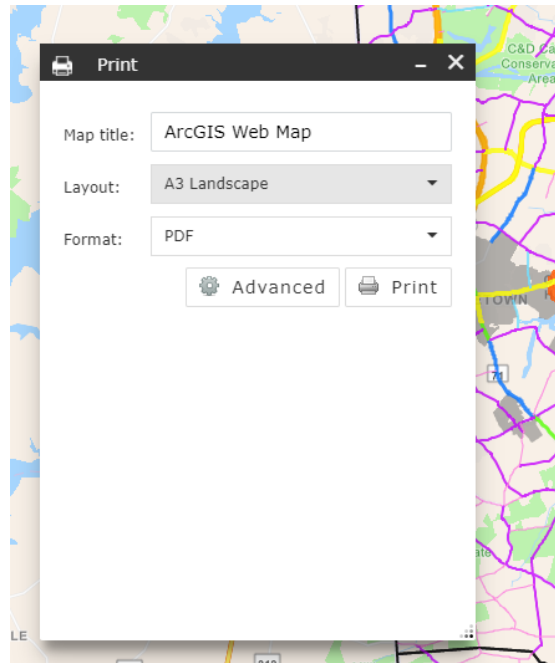 C&D Ca
Conserva
Area
Print
Map title:
ArcGIS Web Map
Layout:
A3 Landscape
Format:
PDF
Advanced
Print
TOWN
71
ate
LE